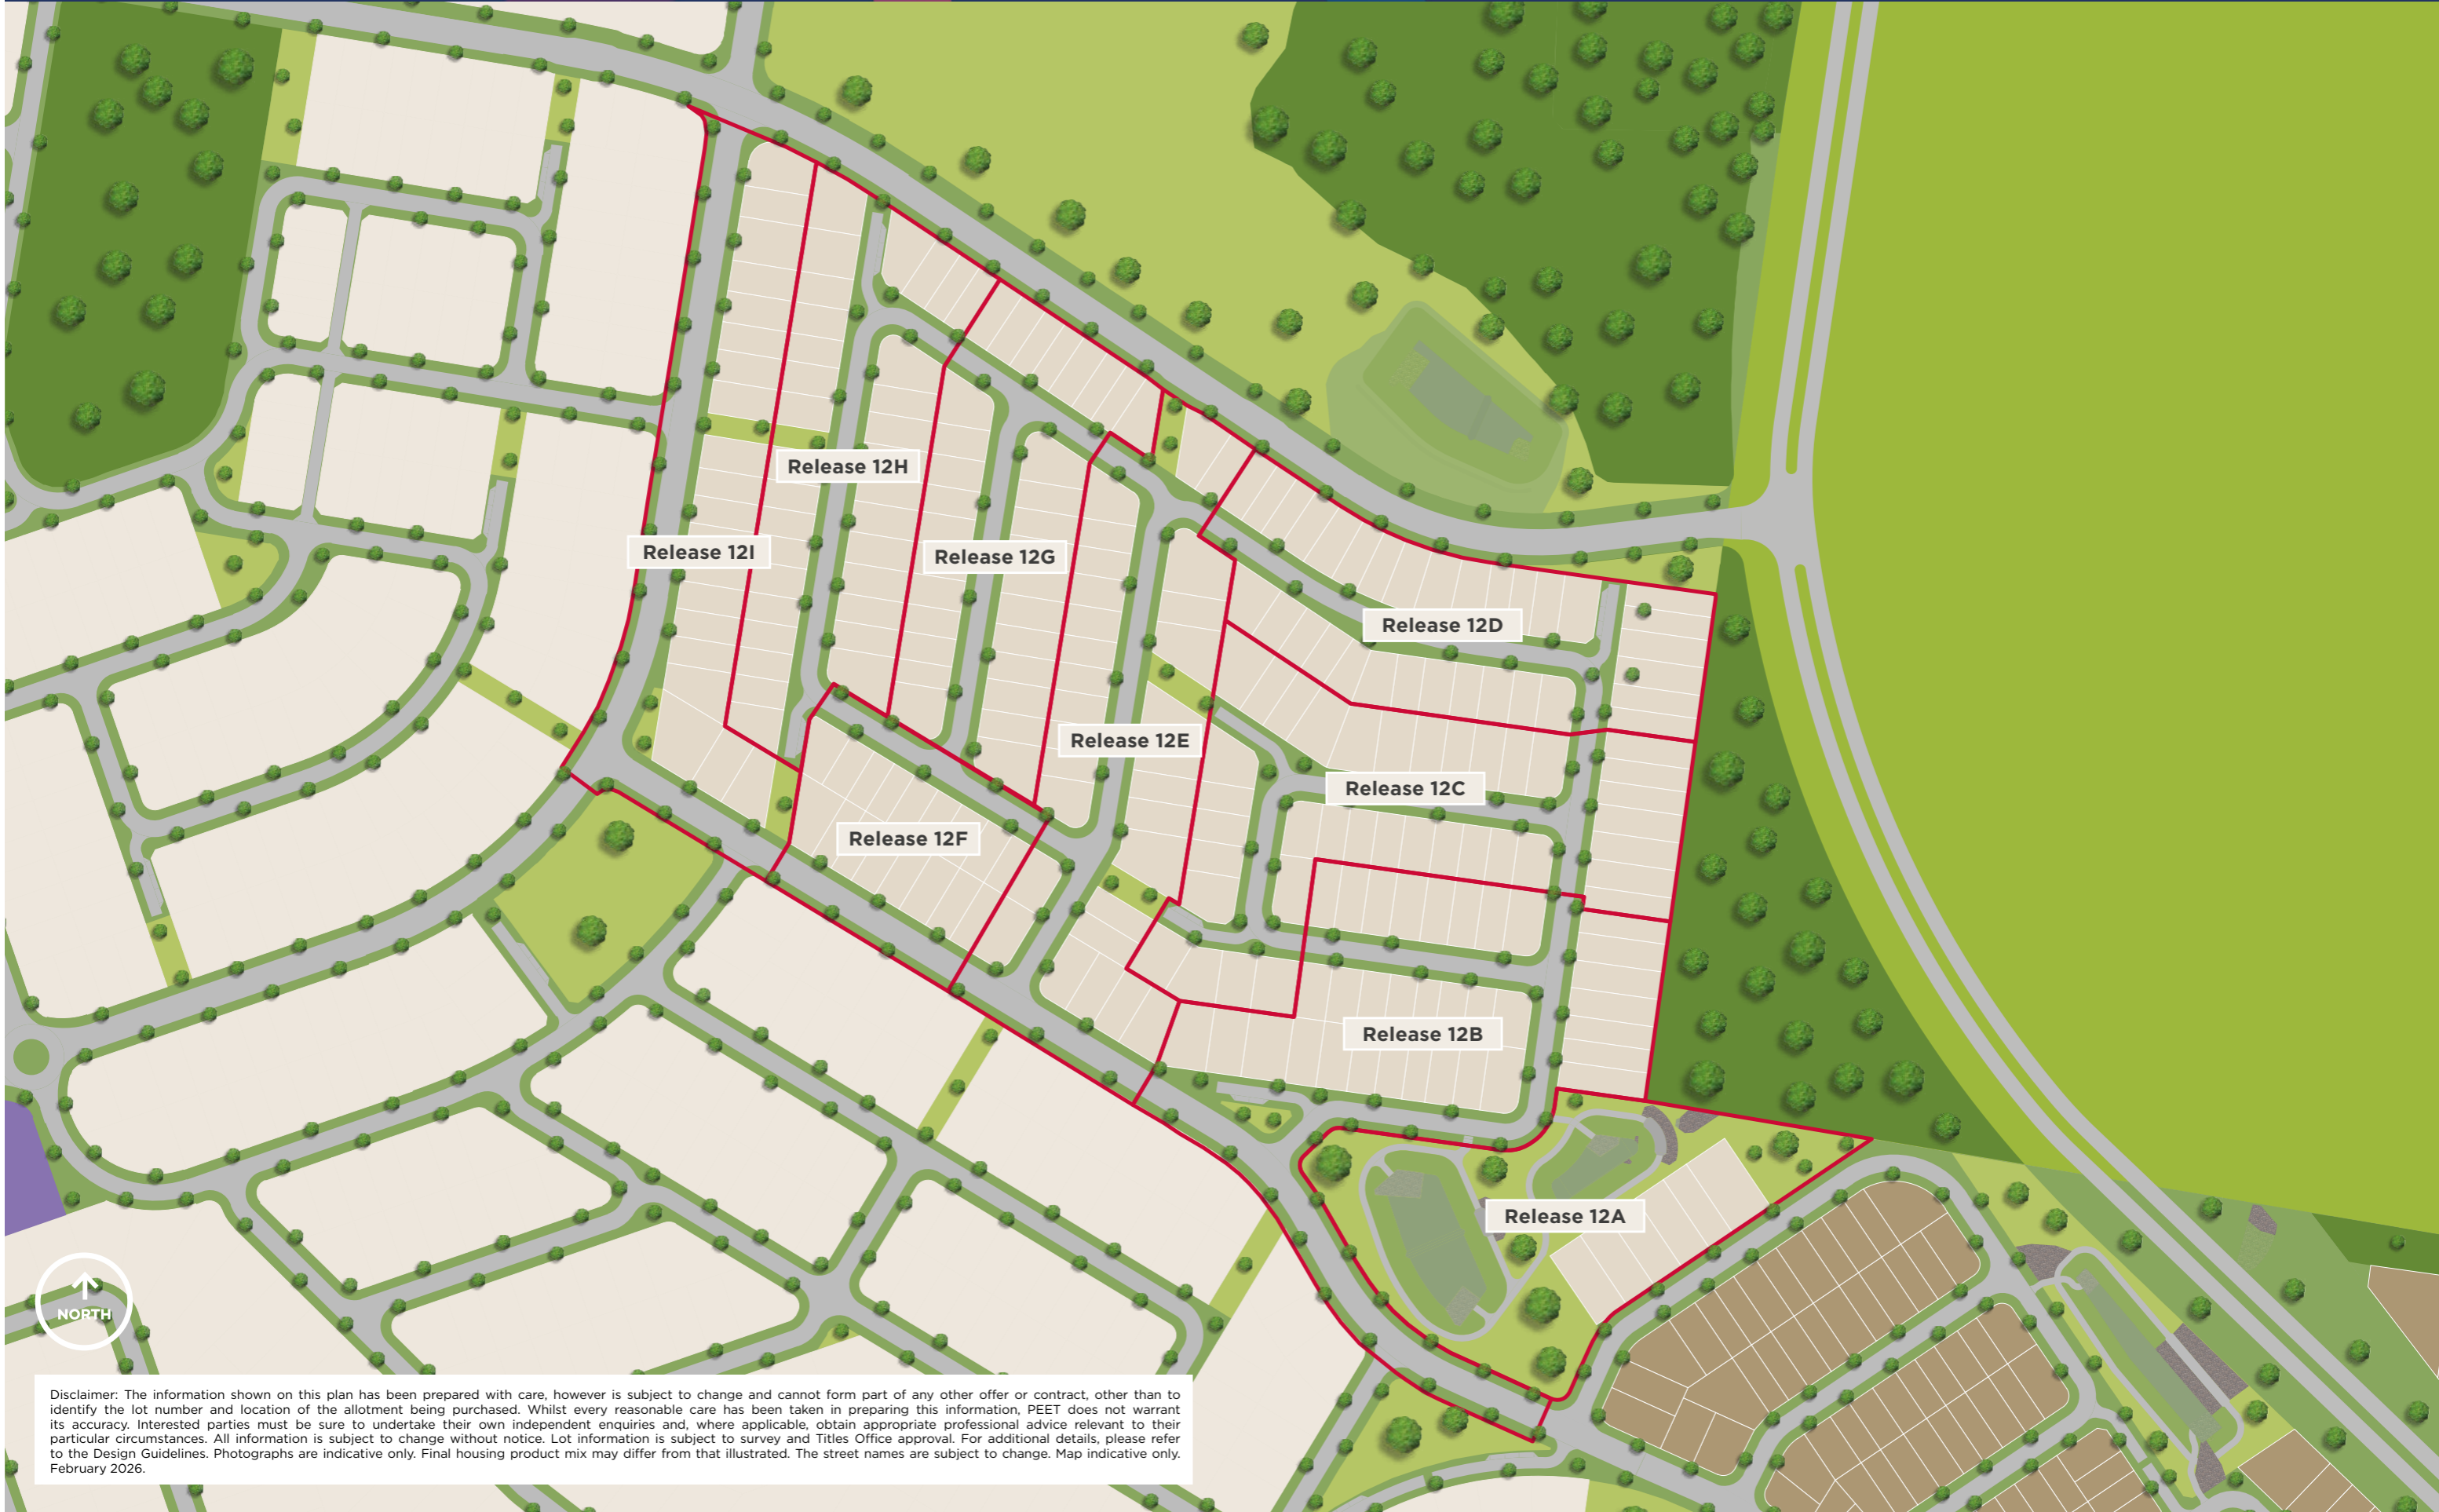 Release 12H
Release 12I
Release 12G
Release 12D
Release 12E
Release 12C
Release 12F
Release 12B
Release 12A
NORTH
Disclaimer: The information shown on this plan has been prepared with care, however is subject to change and cannot form part of any other offer or contract, other than to
identify the lot number and location of the allotment being purchased. Whilst every reasonable care has been taken in preparing this information, PEET does not warrant
its accuracy. Interested parties must be sure to undertake their own independent enquiries and, where applicable, obtain appropriate professional advice relevant to their
particular circumstances. All information is subject to change without notice. Lot information is subject to survey and Titles Office approval. For additional details, please refer
to the Design Guidelines. Photographs are indicative only. Final housing product mix may differ from that illustrated. The street names are subject to change. Map indicative only.
February 2026.